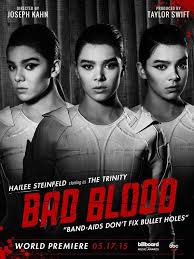 DIRECTED BY
JOSEPH KAHN
PRODUCED BY
TAYLOR SWIFT
HAILEE STEINFELD starring as THE TRINITY
BAD BLOOD
"BAND-AIDS DON'T FIX BULLET HOLES"
WORLD PREMIERE 05.17.15
billboard
MUSIC AWARDS
abc